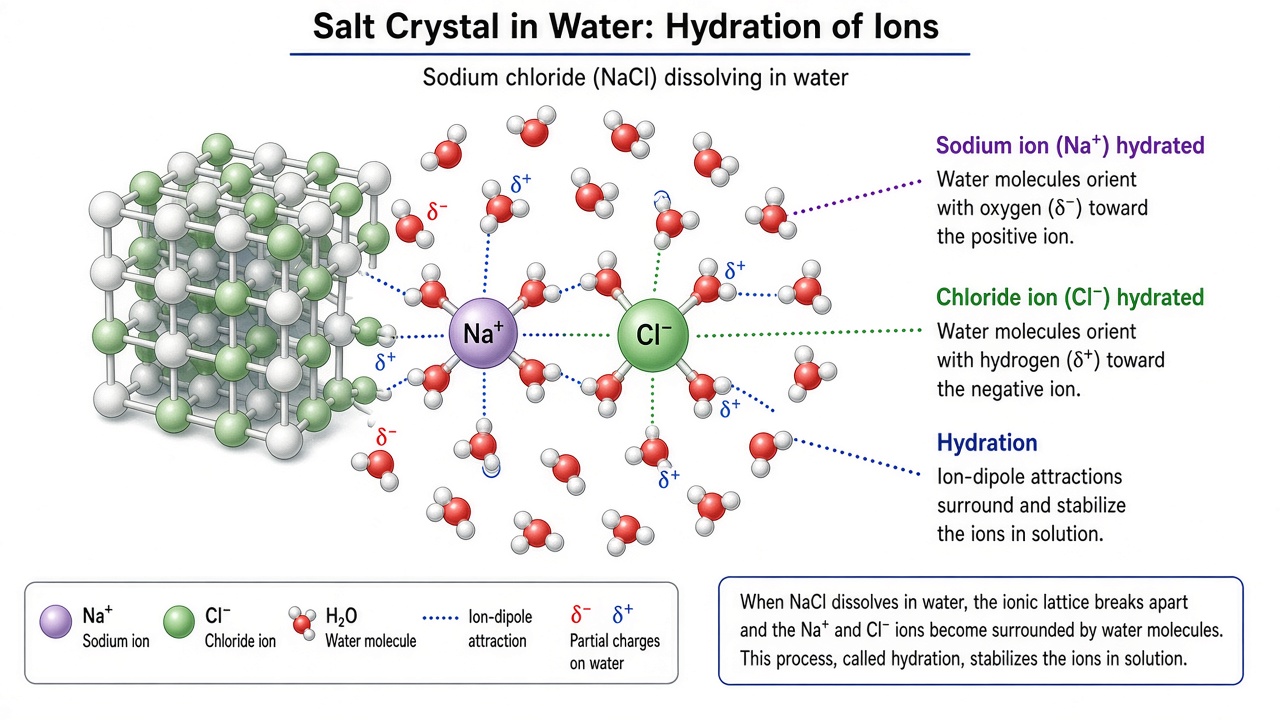 Salt Crystal in Water: Hydration of Ions
Sodium chloride (NaCl) dissolving in water
δ⁺
δ⁻
δ⁺
Na⁺
Cl⁻
δ⁺
δ⁺
δ⁻
δ⁺
Sodium ion (Na⁺) hydrated
Water molecules orient
with oxygen (δ⁻) toward
the positive ion.
Chloride ion (Cl⁻) hydrated
Water molecules orient
with hydrogen (δ⁺) toward
the negative ion.
Hydration
Ion-dipole attractions
surround and stabilize
the ions in solution.
Na⁺
Sodium ion
Cl⁻
Chloride ion
H₂O
Water molecule
Ion-dipole
attraction
δ⁻ δ⁺
Partial charges
on water
When NaCl dissolves in water, the ionic lattice breaks apart
and the Na⁺ and Cl⁻ ions become surrounded by water molecules.
This process, called hydration, stabilizes the ions in solution.